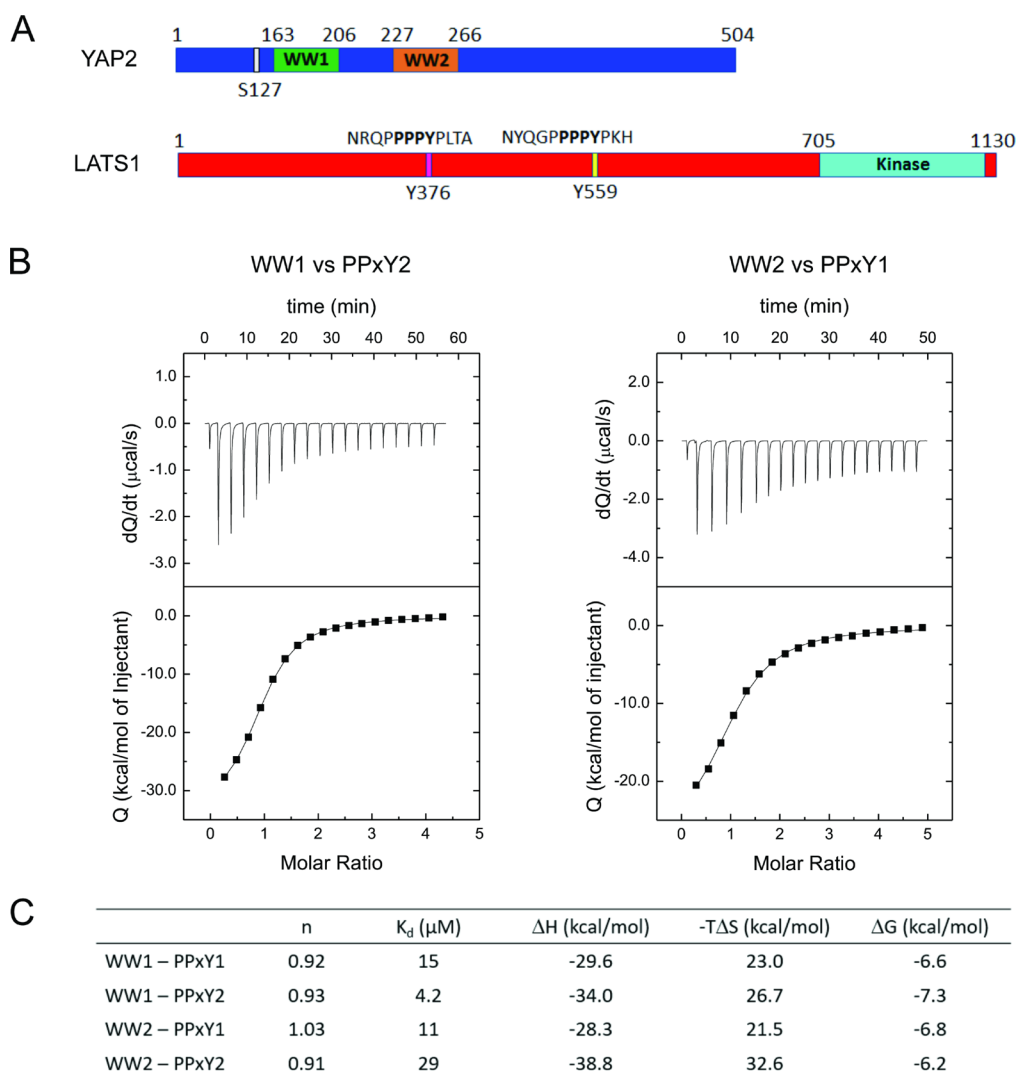 A
1 163 206 227 266 504
YAP2
WW1 WW2
S127
NRQPPPPYPLTA NYQGPPPPYPKH
1 705 1130
LATS1
Kinase
Y376 Y559
B
WW1 vs PPxY2
time (min)
0 10 20 30 40 50 60
1.0
0.0
-1.0
-2.0
-3.0
dQ/dt (µcal/s)
0.0
-10.0
-20.0
-30.0
Q (kcal/mol of Injectant)
0 1 2 3 4 5
Molar Ratio
WW2 vs PPxY1
time (min)
0 10 20 30 40 50
2.0
0.0
-2.0
-4.0
dQ/dt (µcal/s)
0.0
-10.0
-20.0
Q (kcal/mol of injectant)
0 1 2 3 4 5
Molar Ratio
C
n Kd (µM) ΔH (kcal/mol) -TΔS (kcal/mol) ΔG (kcal/mol)
WW1 – PPxY1 0.92 15 -29.6 23.0 -6.6
WW1 – PPxY2 0.93 4.2 -34.0 26.7 -7.3
WW2 – PPxY1 1.03 11 -28.3 21.5 -6.8
WW2 – PPxY2 0.91 29 -38.8 32.6 -6.2